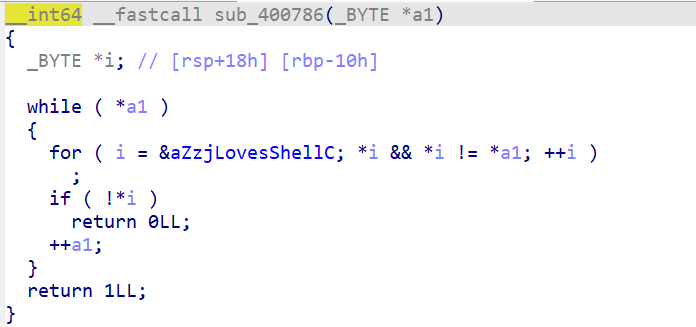 __int64 __fastcall sub_400786(_BYTE *a1)
{
  _BYTE *i; // [rsp+18h] [rbp-10h]

  while ( *a1 )
  {
    for ( i = &aZzjLovesShellC; *i && *i != *a1; ++i )
      ;
    if ( !*i )
      return 0LL;
    ++a1;
  }
  return 1LL;
}